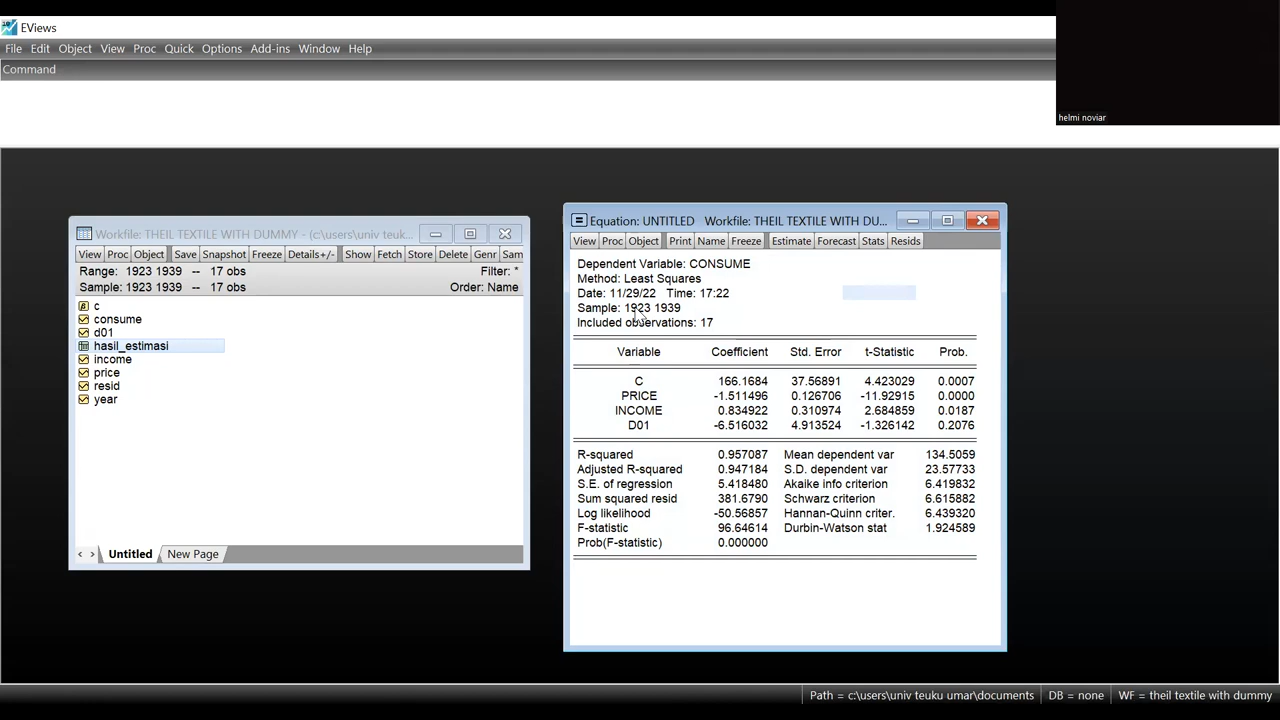 EViews
File Edit Object View Proc Quick Options Add-ins Window Help
Command
helmi noviar
Workfile: THEIL TEXTILE WITH DUMMY - (c:\users\univ teuku...
View Proc Object Save Snapshot Freeze Details+/- Show Fetch Store Delete Genr Sam
Range: 1923 1939 -- 17 obs Filter: *
Sample: 1923 1939 -- 17 obs Order: Name
c
consume
d01
hasil_estimasi
income
price
resid
year
Untitled New Page
Equation: UNTITLED Workfile: THEIL TEXTILE WITH DU...
View Proc Object Print Name Freeze Estimate Forecast Stats Resids
Dependent Variable: CONSUME
Method: Least Squares
Date: 11/29/22 Time: 17:22
Sample: 1923 1939
Included observations: 17
Variable Coefficient Std. Error t-Statistic Prob.
C 166.1684 37.56891 4.423029 0.0007
PRICE -1.511496 0.126706 -11.92915 0.0000
INCOME 0.834922 0.310974 2.684859 0.0187
D01 -6.516032 4.913524 -1.326142 0.2076
R-squared 0.957087 Mean dependent var 134.5059
Adjusted R-squared 0.947184 S.D. dependent var 23.57733
S.E. of regression 5.418480 Akaike info criterion 6.419832
Sum squared resid 381.6790 Schwarz criterion 6.615882
Log likelihood -50.56857 Hannan-Quinn criter. 6.439320
F-statistic 96.64614 Durbin-Watson stat 1.924589
Prob(F-statistic) 0.000000
Path = c:\users\univ teuku umar\documents DB = none WF = theil textile with dummy